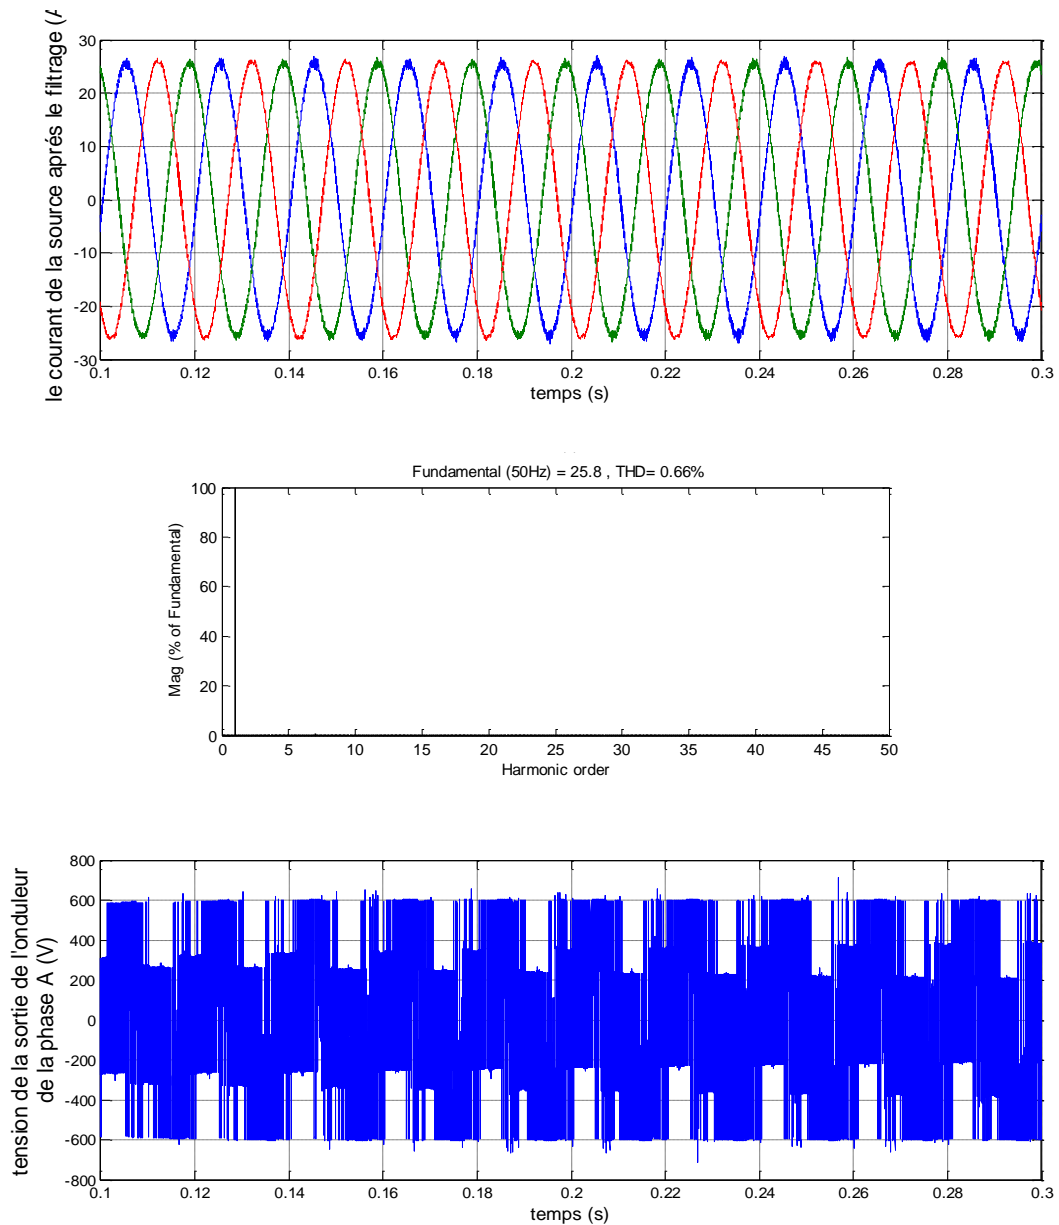 le courant de la source aprés le filtrage (A
30
20
10
0
-10
-20
-30
0.1 0.12 0.14 0.16 0.18 0.2 0.22 0.24 0.26 0.28 0.3
temps (s)
Fundamental (50Hz) = 25.8 , THD= 0.66%
Mag (% of Fundamental)
100
80
60
40
20
0
0 5 10 15 20 25 30 35 40 45 50
Harmonic order
tension de la sortie de l'onduleur
de la phase A (V)
800
600
400
200
0
-200
-400
-600
-800
0.1 0.12 0.14 0.16 0.18 0.2 0.22 0.24 0.26 0.28 0.3
temps (s)